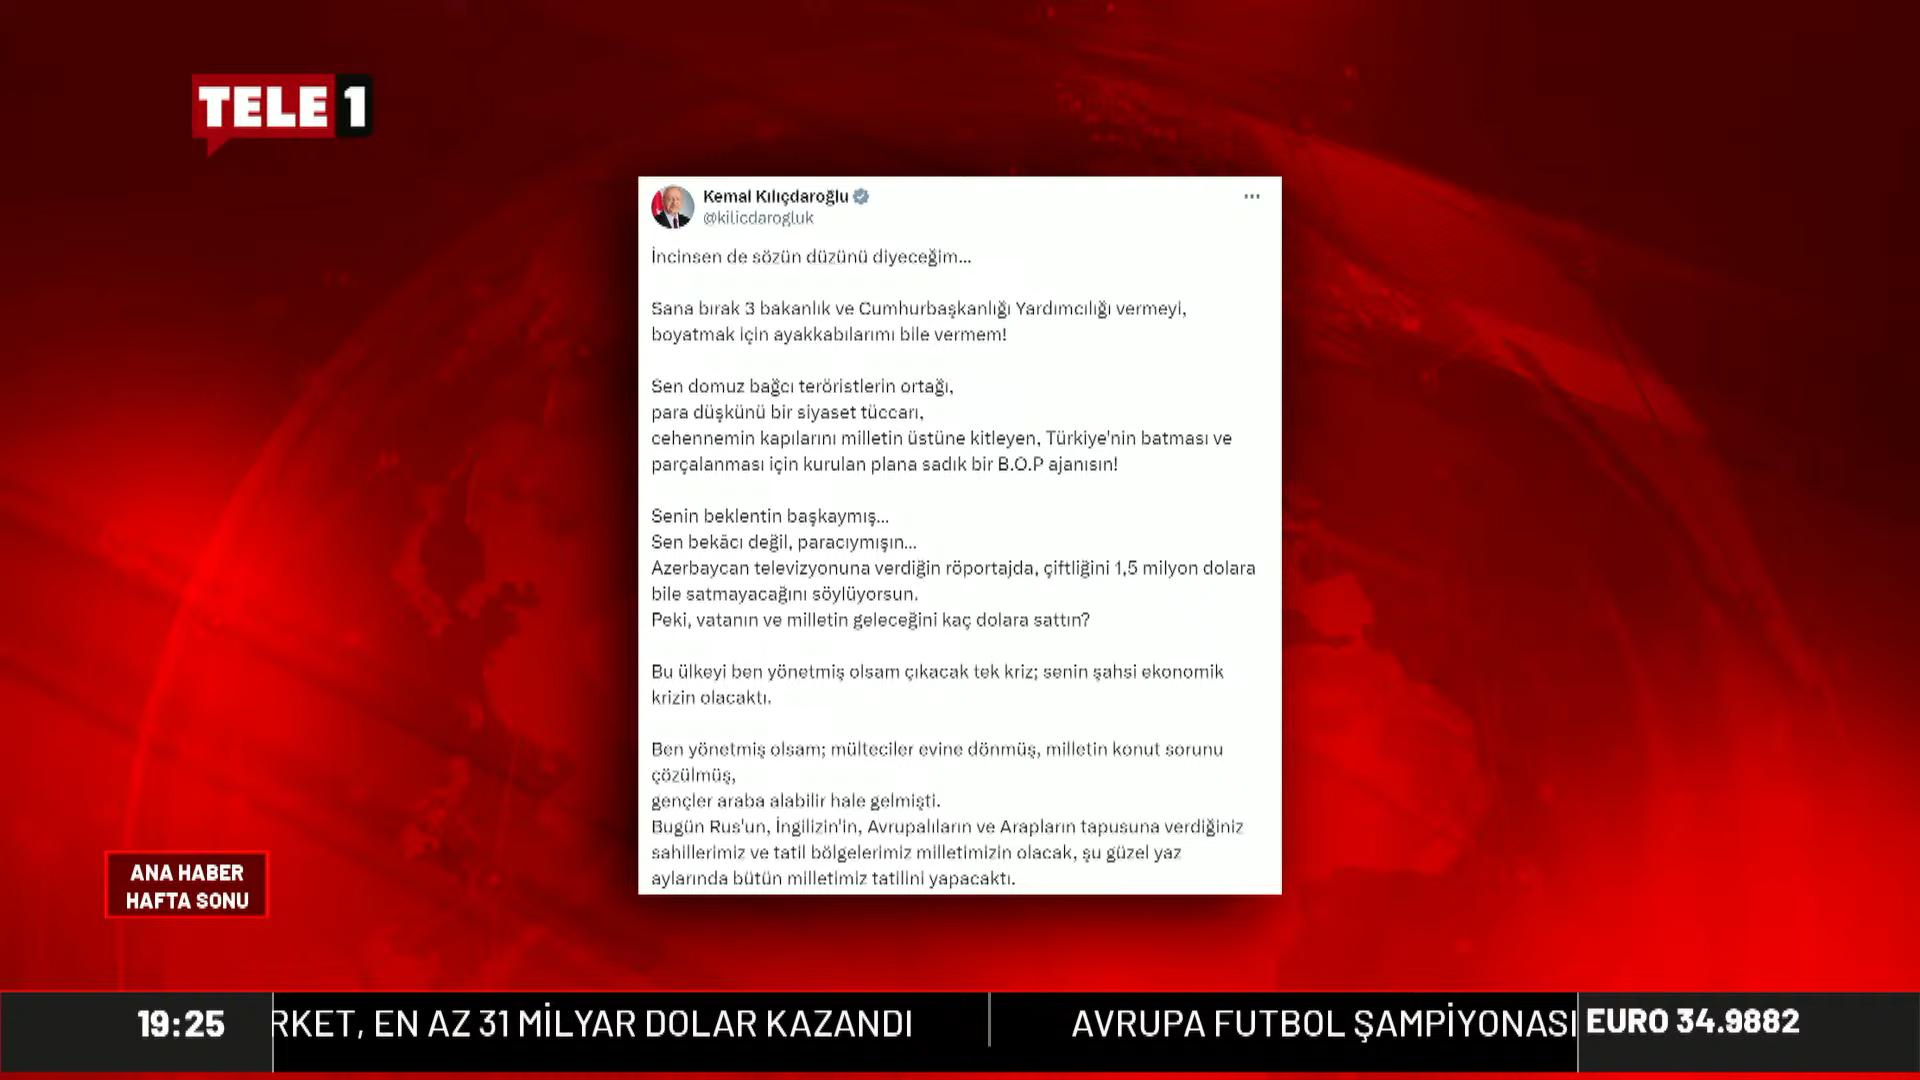 TELE 1
Kemal Kılıçdaroğlu
@kilicdarogluk
İncinsen de sözün düzünü diyeceğim...
Sana bırak 3 bakanlık ve Cumhurbaşkanlığı Yardımcılığı vermeyi,
boyatmak için ayakkabılarımı bile vermem!
Sen domuz bağcı teröristlerin ortağı,
para düşkünü bir siyaset tüccarı,
cehennemin kapılarını milletin üstüne kitleyen, Türkiye'nin batması ve
parçalanması için kurulan plana sadık bir B.O.P ajanısın!
Senin beklentin başkaymış...
Sen bekâcı değil, paracıymışın...
Azerbaycan televizyonuna verdiğin röportajda, çiftliğini 1,5 milyon dolara
bile satmayacağını söylüyorsun.
Peki, vatanın ve milletin geleceğini kaç dolara sattın?
Bu ülkeyi ben yönetmiş olsam çıkacak tek kriz; senin şahsi ekonomik
krizin olacaktı.
Ben yönetmiş olsam; mülteciler evine dönmüş, milletin konut sorunu
çözülmüş,
gençler araba alabilir hale gelmişti.
Bugün Rus'un, İngilizin'in, Avrupalıların ve Arapların tapusuna verdiğiniz
sahillerimiz ve tatil bölgelerimiz milletimizin olacak, şu güzel yaz
aylarında bütün milletimiz tatilini yapacaktı.
ANA HABER
HAFTA SONU
19:25
RKET, EN AZ 31 MİLYAR DOLAR KAZANDI
AVRUPA FUTBOL ŞAMPİYONASI
EURO 34.9882